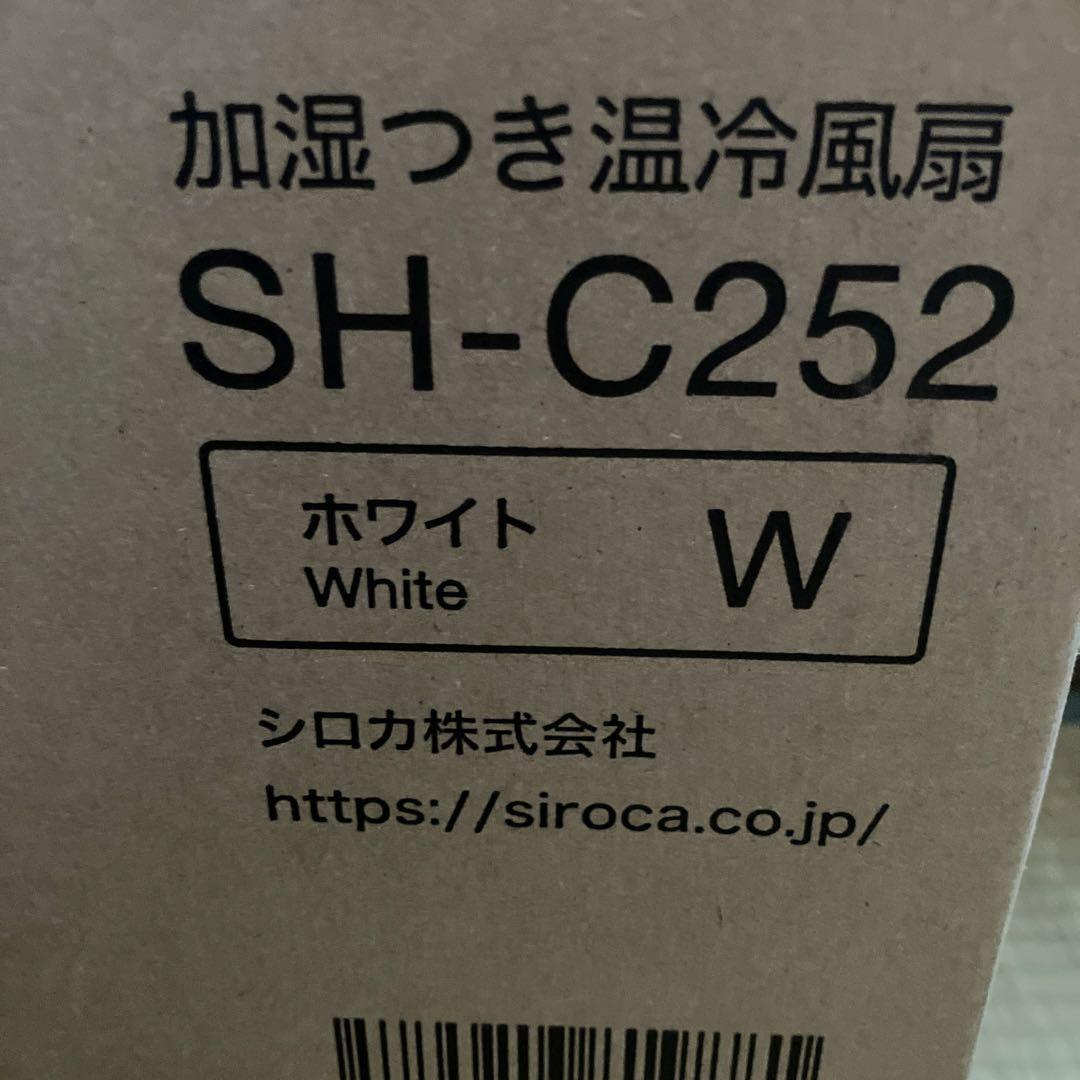 加湿つき温冷風扇
SH-C252
ホワイト
White
W
シロカ株式会社
https://siroca.co.jp/